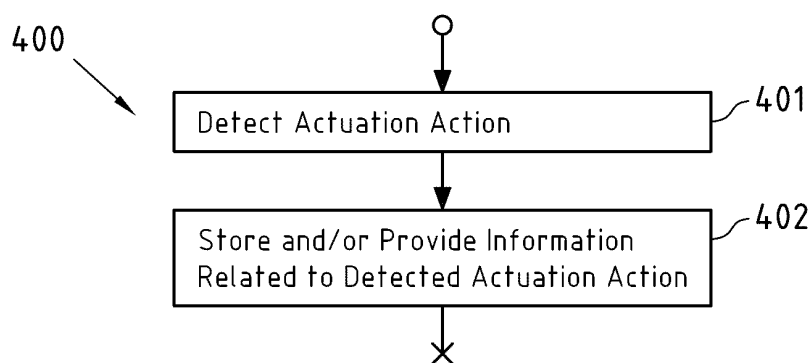 400
Detect Actuation Action
401
Store and/or Provide Information
Related to Detected Actuation Action
402